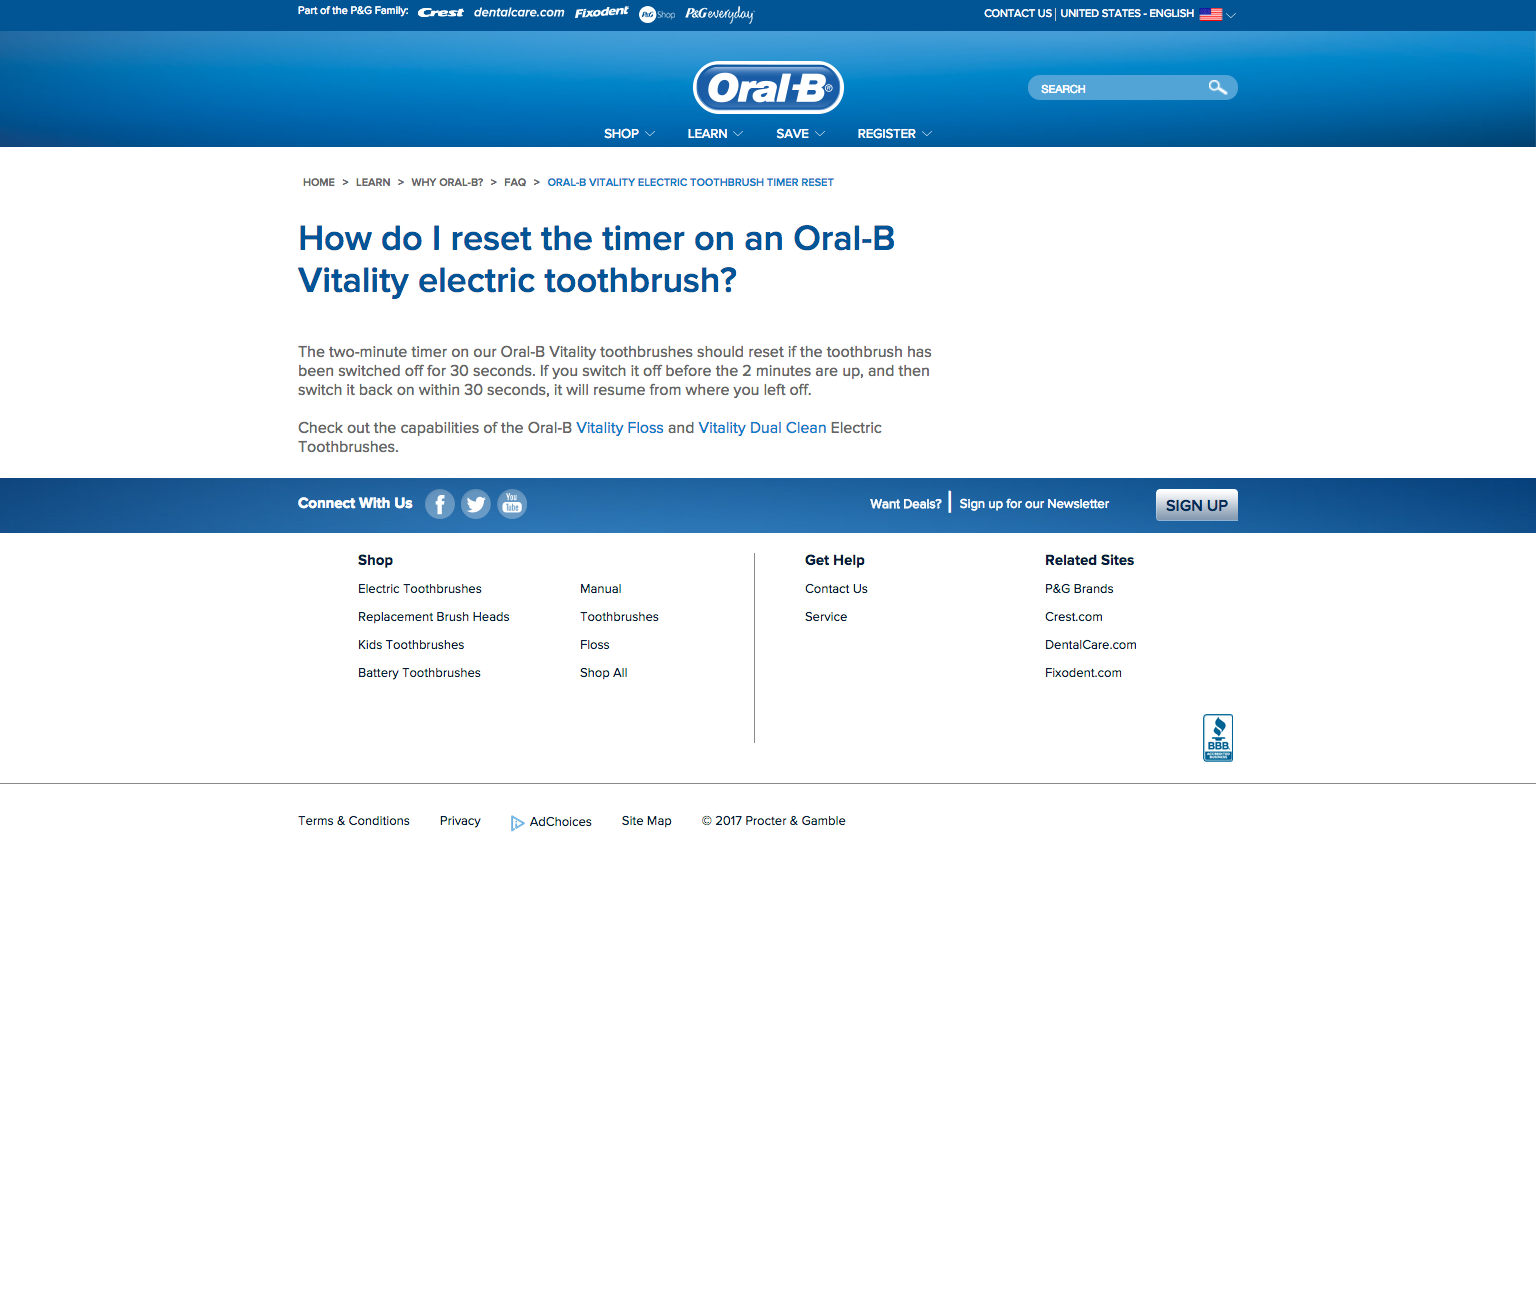 Part of the P&G Family: Crest dentalcare.com Fixodent P&G Shop P&G everyday
CONTACT US | UNITED STATES - ENGLISH
Oral-B®
SEARCH
SHOP LEARN SAVE REGISTER
HOME > LEARN > WHY ORAL-B? > FAQ > ORAL-B VITALITY ELECTRIC TOOTHBRUSH TIMER RESET
How do I reset the timer on an Oral-B
Vitality electric toothbrush?
The two-minute timer on our Oral-B Vitality toothbrushes should reset if the toothbrush has
been switched off for 30 seconds. If you switch it off before the 2 minutes are up, and then
switch it back on within 30 seconds, it will resume from where you left off.
Check out the capabilities of the Oral-B Vitality Floss and Vitality Dual Clean Electric
Toothbrushes.
Connect With Us
You Tube
Want Deals? | Sign up for our Newsletter
SIGN UP
Shop
Electric Toothbrushes
Replacement Brush Heads
Kids Toothbrushes
Battery Toothbrushes
Manual
Toothbrushes
Floss
Shop All
Get Help
Contact Us
Service
Related Sites
P&G Brands
Crest.com
DentalCare.com
Fixodent.com
BBB
ACCREDITED
BUSINESS
Terms & Conditions Privacy AdChoices Site Map © 2017 Procter & Gamble